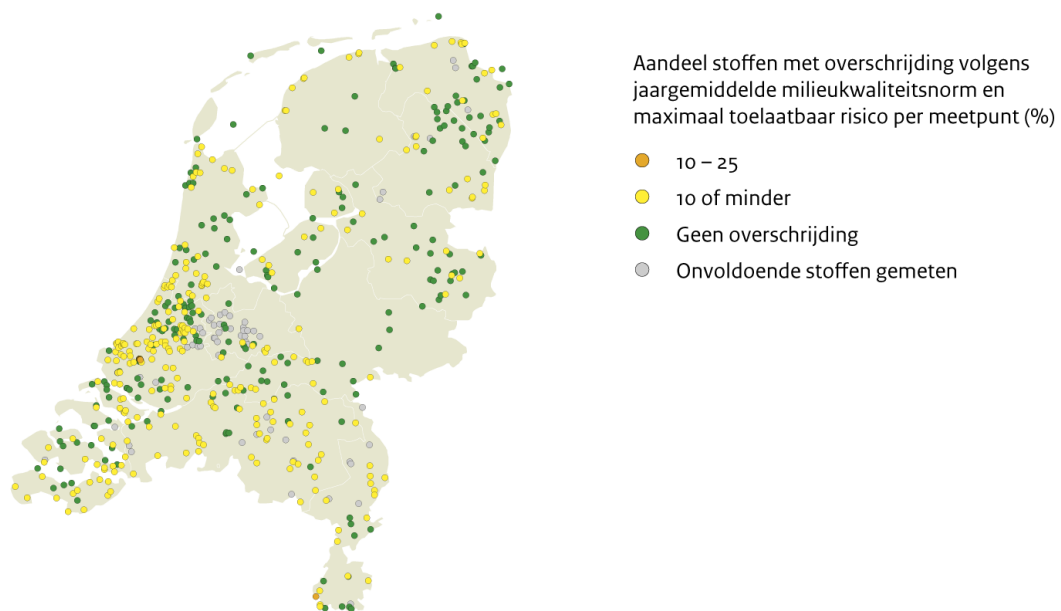 Aandeel stoffen met overschrijding volgens
jaargemiddelde milieukwaliteitsnorm en
maximaal toelaatbaar risico per meetpunt (%)
10 – 25
10 of minder
Geen overschrijding
Onvoldoende stoffen gemeten